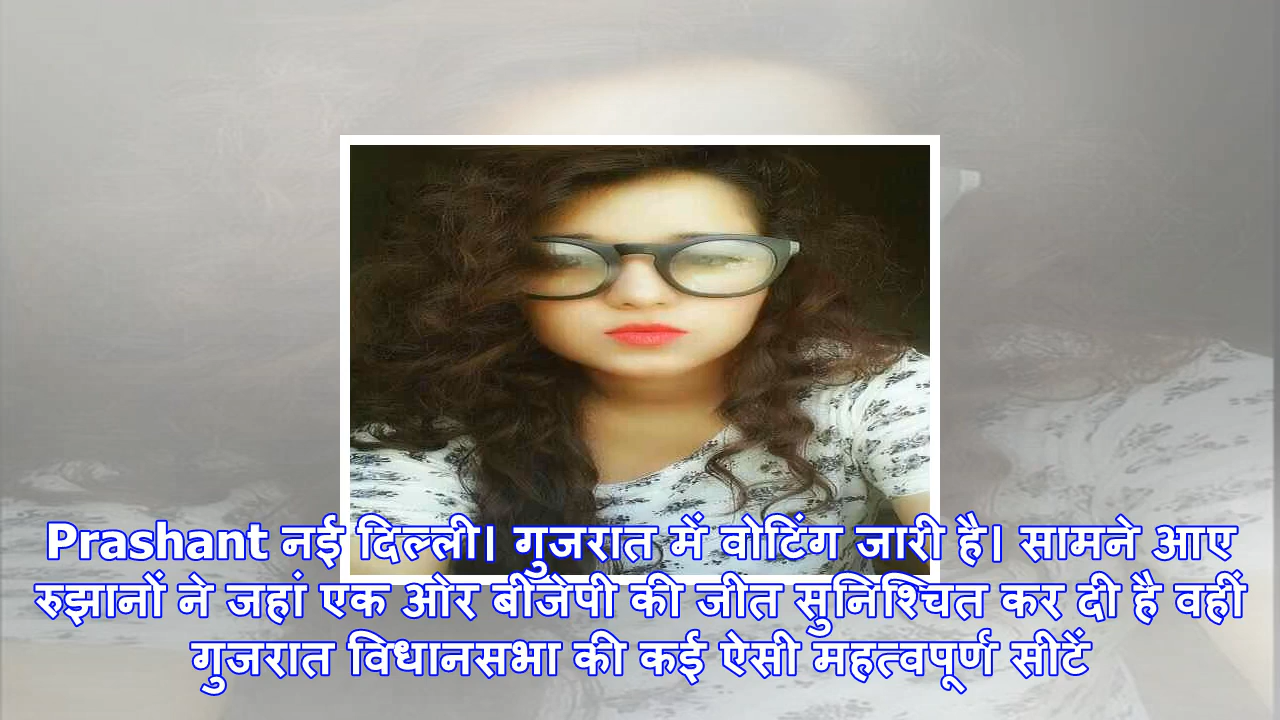 Prashant नई दिल्ली। गुजरात में वोटिंग जारी है। सामने आए
रुझानों ने जहां एक ओर बीजेपी की जीत सुनिश्चित कर दी है वहीं
गुजरात विधानसभा की कई ऐसी महत्वपूर्ण सीटें